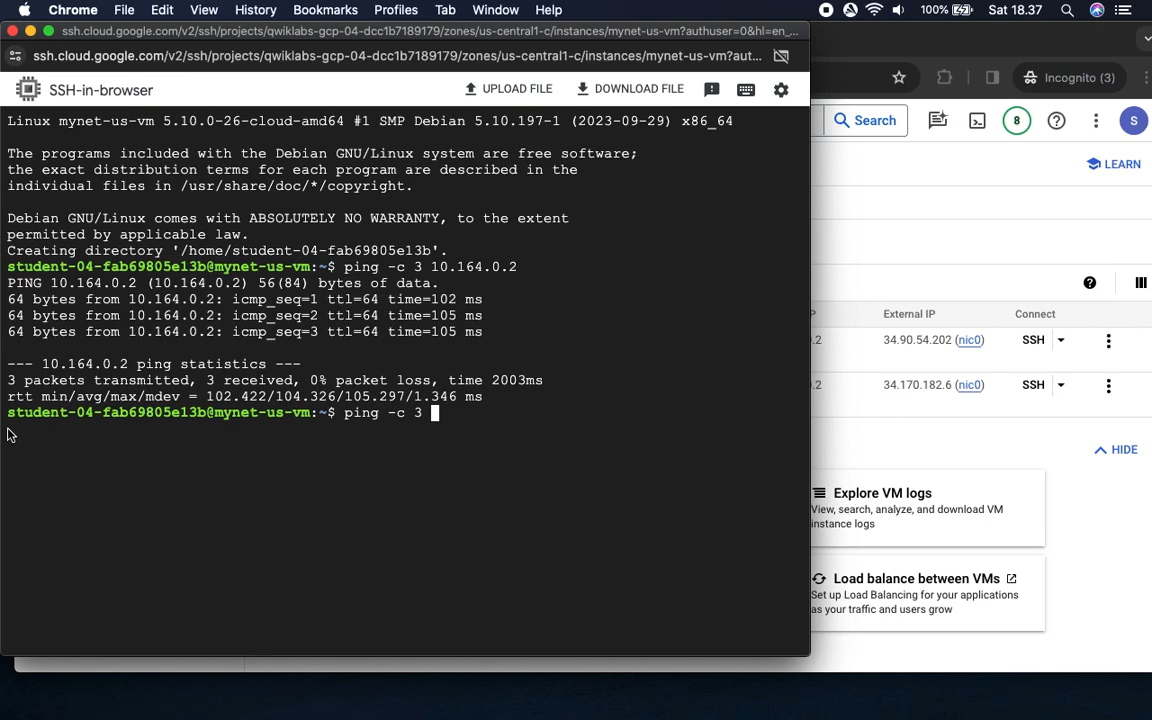 Chrome File Edit View History Bookmarks Profiles Tab Window Help 100% Sat 18.37
ssh.cloud.google.com/v2/ssh/projects/qwiklabs-gcp-04-dcc1b7189179/zones/us-central1-c/instances/mynet-us-vm?authuser=0&hl=en_...
ssh.cloud.google.com/v2/ssh/projects/qwiklabs-gcp-04-dcc1b7189179/zones/us-central1-c/instances/mynet-us-vm?aut...
Incognito (3)
SSH-in-browser UPLOAD FILE DOWNLOAD FILE
Search 8 ? S
Linux mynet-us-vm 5.10.0-26-cloud-amd64 #1 SMP Debian 5.10.197-1 (2023-09-29) x86_64
The programs included with the Debian GNU/Linux system are free software;
the exact distribution terms for each program are described in the
individual files in /usr/share/doc/*/copyright.
Debian GNU/Linux comes with ABSOLUTELY NO WARRANTY, to the extent
permitted by applicable law.
Creating directory '/home/student-04-fab69805e13b'.
student-04-fab69805e13b@mynet-us-vm:~$ ping -c 3 10.164.0.2
PING 10.164.0.2 (10.164.0.2) 56(84) bytes of data.
64 bytes from 10.164.0.2: icmp_seq=1 ttl=64 time=102 ms
64 bytes from 10.164.0.2: icmp_seq=2 ttl=64 time=105 ms
64 bytes from 10.164.0.2: icmp_seq=3 ttl=64 time=105 ms
--- 10.164.0.2 ping statistics ---
3 packets transmitted, 3 received, 0% packet loss, time 2003ms
rtt min/avg/max/mdev = 102.422/104.326/105.297/1.346 ms
student-04-fab69805e13b@mynet-us-vm:~$ ping -c 3
LEARN
?
P External IP Connect
.2 34.90.54.202 (nic0) SSH
.2 34.170.182.6 (nic0) SSH
HIDE
Explore VM logs
View, search, analyze, and download VM
instance logs
Load balance between VMs
Set up Load Balancing for your applications
as your traffic and users grow